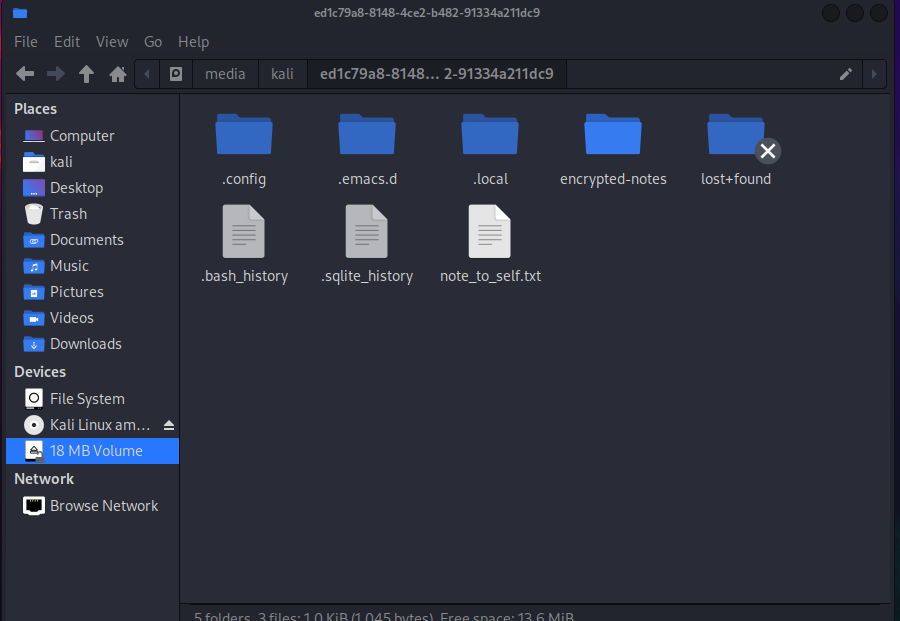 ed1c79a8-8148-4ce2-b482-91334a211dc9
File Edit View Go Help
media kali ed1c79a8-8148... 2-91334a211dc9
Places
Computer
kali
Desktop
Trash
Documents
Music
Pictures
Videos
Downloads
Devices
File System
Kali Linux am...
18 MB Volume
Network
Browse Network
.config .emacs.d .local encrypted-notes lost+found
.bash_history .sqlite_history note_to_self.txt
5 folders, 3 files: 1.0 KiB (1,045 bytes), Free space: 13.6 MiB